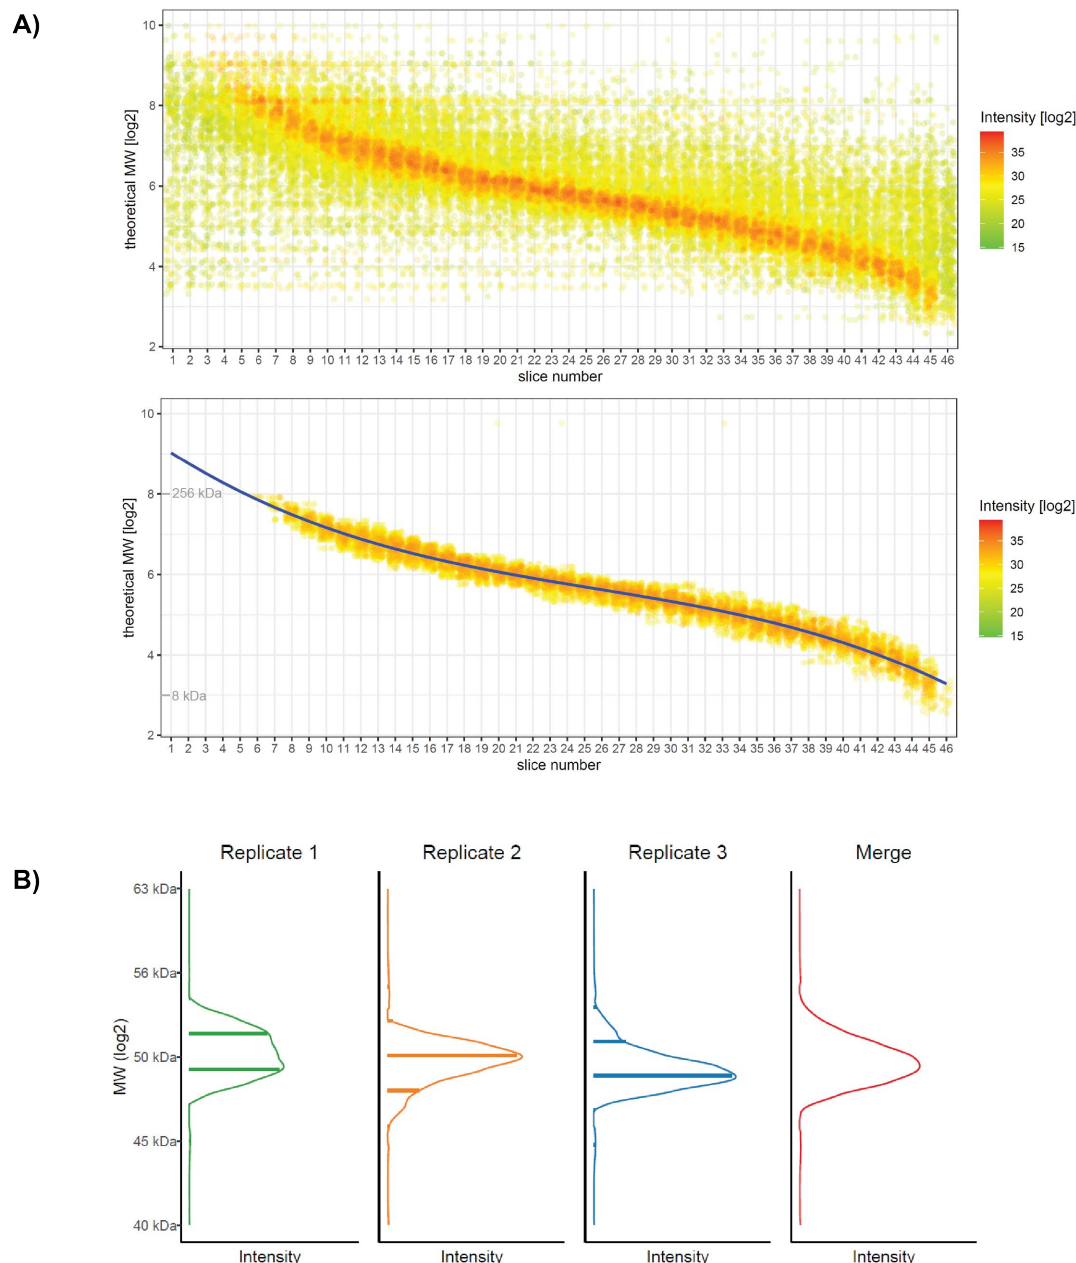 A)
10
8
6
4
2
theoretical MW [log2]
1 2 3 4 5 6 7 8 9 10 11 12 13 14 15 16 17 18 19 20 21 22 23 24 25 26 27 28 29 30 31 32 33 34 35 36 37 38 39 40 41 42 43 44 45 46
slice number
Intensity [log2]
35
30
25
20
15
10
8
6
4
2
256 kDa
8 kDa
theoretical MW [log2]
1 2 3 4 5 6 7 8 9 10 11 12 13 14 15 16 17 18 19 20 21 22 23 24 25 26 27 28 29 30 31 32 33 34 35 36 37 38 39 40 41 42 43 44 45 46
slice number
Intensity [log2]
35
30
25
20
15
B)
Replicate 1 Replicate 2 Replicate 3 Merge
63 kDa
56 kDa
50 kDa
45 kDa
40 kDa
MW (log2)
Intensity Intensity Intensity Intensity